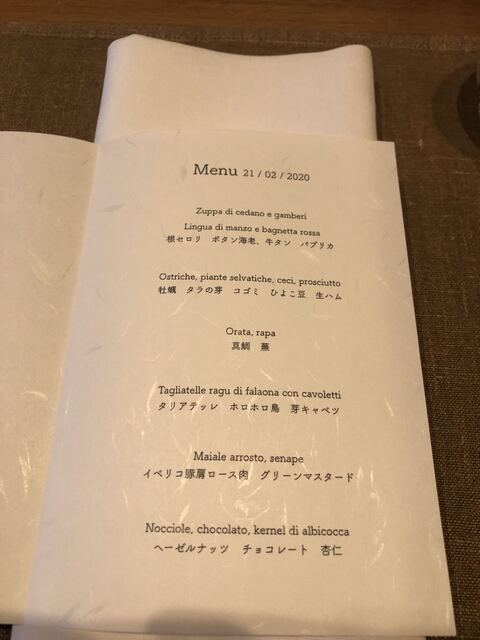 Menu 21 / 02 / 2020
Zuppa di cedano e gamberi
Lingua di manzo e bagnetta rossa
根セロリ ボタン海老、牛タン パプリカ
Ostriche, piante selvatiche, ceci, prosciutto
牡蠣 タラの芽 コゴミ ひよこ豆 生ハム
Orata, rapa
真鯛 蕪
Tagliatelle ragu di falaona con cavoletti
タリアテッレ ホロホロ鳥 芽キャベツ
Maiale arrosto, senape
イベリコ豚肩ロース肉 グリーンマスタード
Nocciole, chocolato, kernel di albicocca
ヘーゼルナッツ チョコレート 杏仁